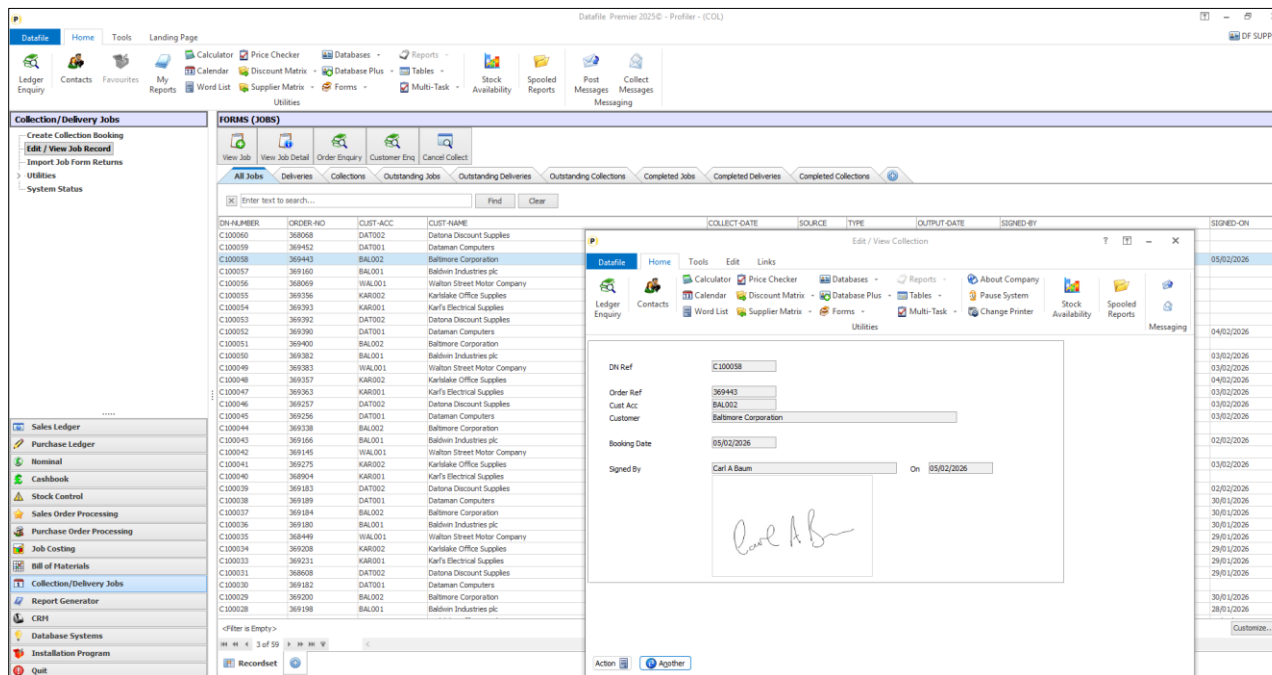 Datafile Premier 2025© - Profiler - (COL)
Datafile Home Tools Landing Page
DF SUPP
Ledger Enquiry
Contacts
Favourites
My Reports
Calculator Price Checker Databases Reports
Calendar Discount Matrix Database Plus Tables
Word List Supplier Matrix Forms Multi-Task
Utilities
Stock Availability
Spooled Reports
Post Messages
Collect Messages
Messaging
Collection/Delivery Jobs
Create Collection Booking
Edit / View Job Record
Import Job Form Returns
Utilities
System Status
Sales Ledger
Purchase Ledger
Nominal
Cashbook
Stock Control
Sales Order Processing
Purchase Order Processing
Job Costing
Bill of Materials
Collection/Delivery Jobs
Report Generator
CRM
Database Systems
Installation Program
Quit
FORMS (JOBS)
View Job View Job Detail Order Enquiry Customer Enq Cancel Collect
All Jobs Deliveries Collections Outstanding Jobs Outstanding Deliveries Outstanding Collections Completed Jobs Completed Deliveries Completed Collections
Enter text to search... Find Clear
DN-NUMBER ORDER-NO CUST-ACC CUST-NAME COLLECT-DATE SOURCE TYPE OUTPUT-DATE SIGNED-BY SIGNED-ON
C100060 368068 DAT002 Datona Discount Supplies
C100059 369452 DAT001 Dataman Computers
C100058 369443 BAL002 Baltimore Corporation 05/02/2026
C100057 369160 BAL001 Baldwin Industries plc
C100056 368069 WAL001 Walton Street Motor Company
C100055 369356 KAR002 Karlslake Office Supplies
C100054 369393 KAR001 Karl's Electrical Supplies
C100053 369392 DAT002 Datona Discount Supplies
C100052 369390 DAT001 Dataman Computers 04/02/2026
C100051 369400 BAL002 Baltimore Corporation
C100050 369382 BAL001 Baldwin Industries plc 03/02/2026
C100049 369383 WAL001 Walton Street Motor Company 03/02/2026
C100048 369357 KAR002 Karlslake Office Supplies 04/02/2026
C100047 369363 KAR001 Karl's Electrical Supplies 03/02/2026
C100046 369257 DAT002 Datona Discount Supplies 03/02/2026
C100045 369256 DAT001 Dataman Computers 03/02/2026
C100044 369338 BAL002 Baltimore Corporation
C100043 369166 BAL001 Baldwin Industries plc 02/02/2026
C100042 369145 WAL001 Walton Street Motor Company
C100041 369275 KAR002 Karlslake Office Supplies 03/02/2026
C100040 368904 KAR001 Karl's Electrical Supplies
C100039 369183 DAT002 Datona Discount Supplies 02/02/2026
C100038 369189 DAT001 Dataman Computers 30/01/2026
C100037 369184 BAL002 Baltimore Corporation 30/01/2026
C100036 369180 BAL001 Baldwin Industries plc 30/01/2026
C100035 368449 WAL001 Walton Street Motor Company 29/01/2026
C100034 369208 KAR002 Karlslake Office Supplies 29/01/2026
C100033 369231 KAR001 Karl's Electrical Supplies 29/01/2026
C100031 368608 DAT002 Datona Discount Supplies 29/01/2026
C100030 369182 DAT001 Dataman Computers
C100029 369200 BAL002 Baltimore Corporation 30/01/2026
C100028 369198 BAL001 Baldwin Industries plc 28/01/2026
<Filter is Empty> Customize...
3 of 59
Recordset
Edit / View Collection
Datafile Home Tools Edit Links
Ledger Enquiry
Contacts
Calculator Price Checker Databases Reports About Company
Calendar Discount Matrix Database Plus Tables Pause System
Word List Supplier Matrix Forms Multi-Task Change Printer
Utilities
Stock Availability
Spooled Reports
Messaging
DN Ref C100058
Order Ref 369443
Cust Acc BAL002
Customer Baltimore Corporation
Booking Date 05/02/2026
Signed By Carl A Baum On 05/02/2026
Action Another